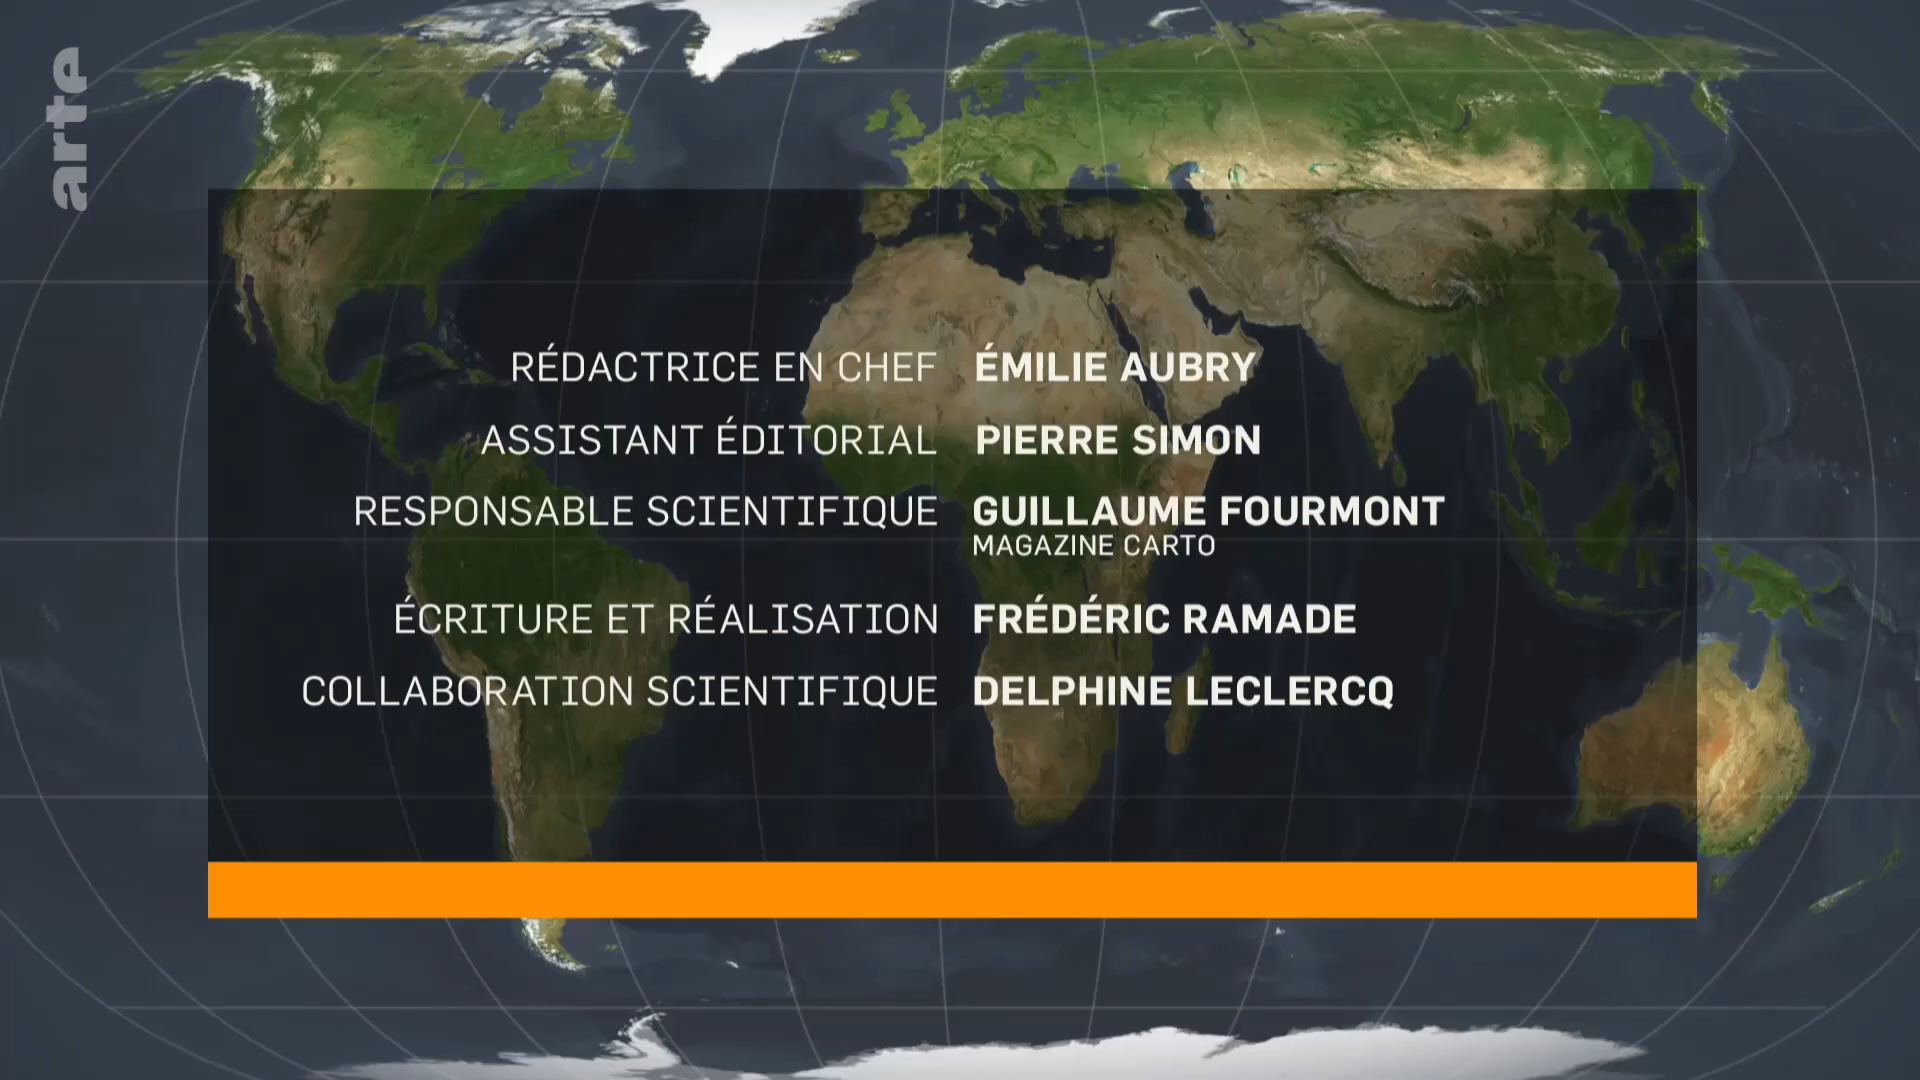 arte
RÉDACTRICE EN CHEF ÉMILIE AUBRY
ASSISTANT ÉDITORIAL PIERRE SIMON
RESPONSABLE SCIENTIFIQUE GUILLAUME FOURMONT
MAGAZINE CARTO
ÉCRITURE ET RÉALISATION FRÉDÉRIC RAMADE
COLLABORATION SCIENTIFIQUE DELPHINE LECLERCQ